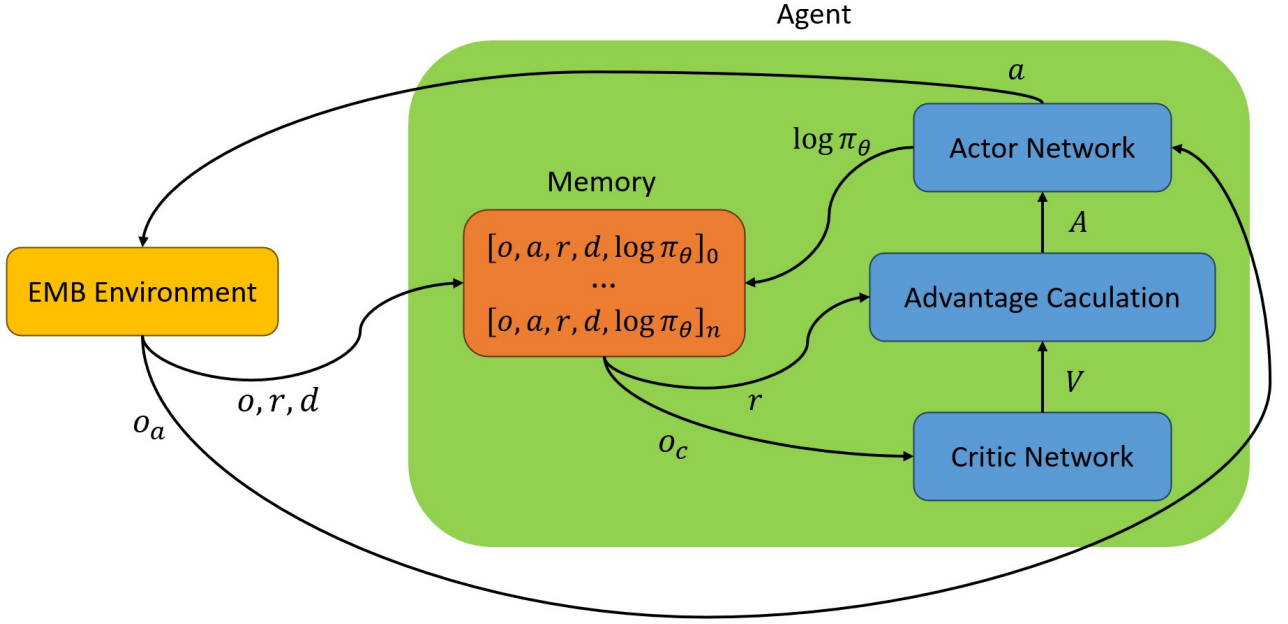 Agent
a
log π_θ
Actor Network
Memory
[o, a, r, d, log π_θ]_0
...
[o, a, r, d, log π_θ]_n
A
EMB Environment
Advantage Caculation
o, r, d
r
V
o_a
o_c
Critic Network